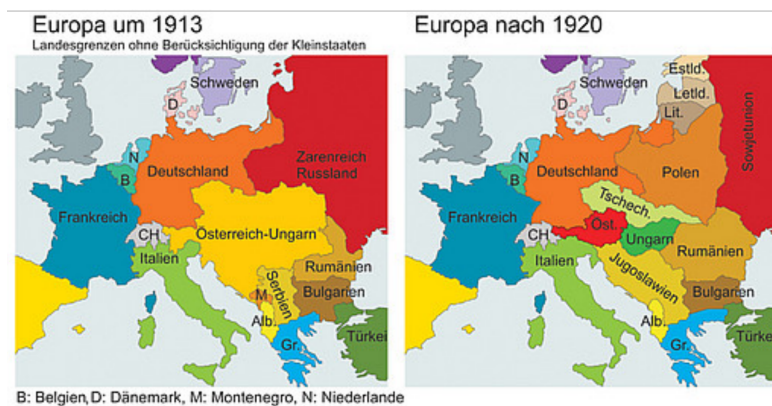 Europa um 1913
Landesgrenzen ohne Berücksichtigung der Kleinstaaten
Schweden
D
Zarenreich
Russland
N
Deutschland
B
Frankreich
CH
Österreich-Ungarn
Italien
Rumänien
Serbien
M
Bulgarien
Alb.
Türkei
Gr.
Europa nach 1920
Estld.
Schweden
Letld.
D
Lit.
Sowjetunion
N
Deutschland
Polen
B
Tschech.
Frankreich
Öst.
CH
Ungarn
Italien
Rumänien
Jugoslawien
Bulgarien
Alb.
Türkei
Gr.
B: Belgien, D: Dänemark, M: Montenegro, N: Niederlande